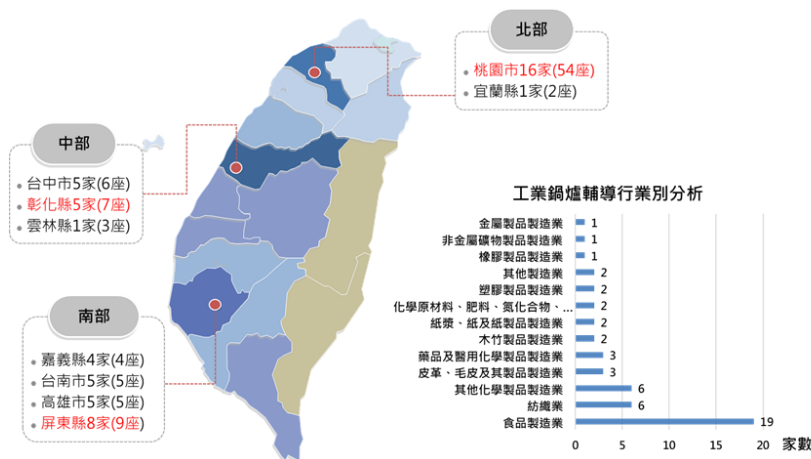 北部
桃園市16家(54座)
宜蘭縣1家(2座)
中部
台中市5家(6座)
彰化縣5家(7座)
雲林縣1家(3座)
南部
嘉義縣4家(4座)
台南市5家(5座)
高雄市5家(5座)
屏東縣8家(9座)
工業鍋爐輔導行業別分析
金屬製品製造業 1
非金屬礦物製品製造業 1
橡膠製品製造業 1
其他製造業 2
塑膠製品製造業 2
化學原材料、肥料、氮化合物、... 2
紙漿、紙及紙製品製造業 2
木竹製品製造業 2
藥品及醫用化學製品製造業 3
皮革、毛皮及其製品製造業 3
其他化學製品製造業 6
紡織業 6
食品製造業 19
0 5 10 15 20 家數